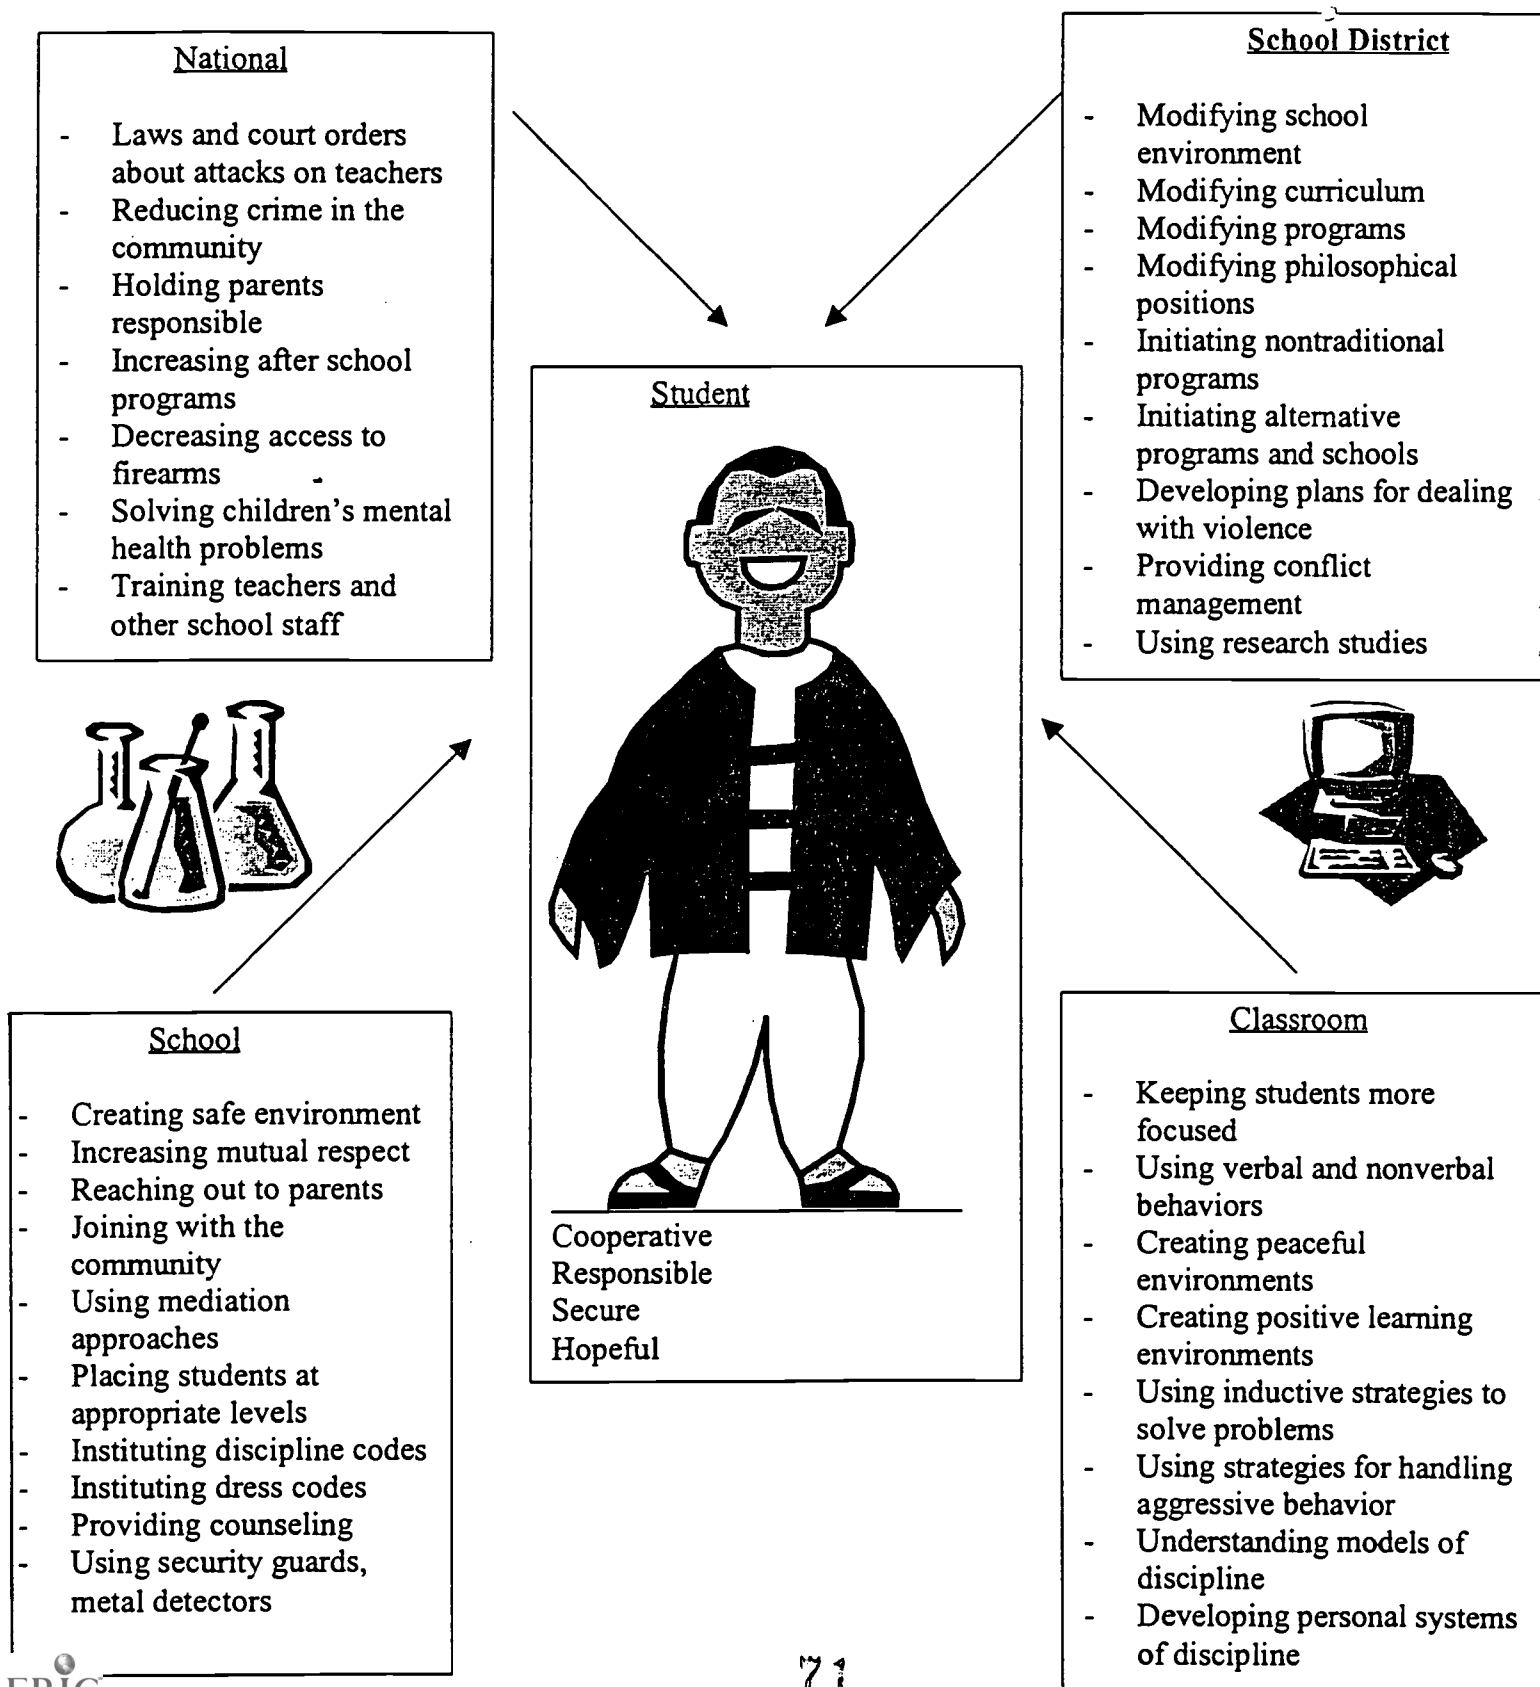 National
- Laws and court orders
about attacks on teachers
- Reducing crime in the
community
- Holding parents
responsible
- Increasing after school
programs
- Decreasing access to
firearms
- Solving children's mental
health problems
- Training teachers and
other school staff
School District
- Modifying school
environment
- Modifying curriculum
- Modifying programs
- Modifying philosophical
positions
- Initiating nontraditional
programs
- Initiating alternative
programs and schools
- Developing plans for dealing
with violence
- Providing conflict
management
- Using research studies
Student
Cooperative
Responsible
Secure
Hopeful
School
- Creating safe environment
- Increasing mutual respect
- Reaching out to parents
- Joining with the
community
- Using mediation
approaches
- Placing students at
appropriate levels
- Instituting discipline codes
- Instituting dress codes
- Providing counseling
- Using security guards,
metal detectors
Classroom
- Keeping students more
focused
- Using verbal and nonverbal
behaviors
- Creating peaceful
environments
- Creating positive learning
environments
- Using inductive strategies to
solve problems
- Using strategies for handling
aggressive behavior
- Understanding models of
discipline
- Developing personal systems
of discipline
ERIC
71